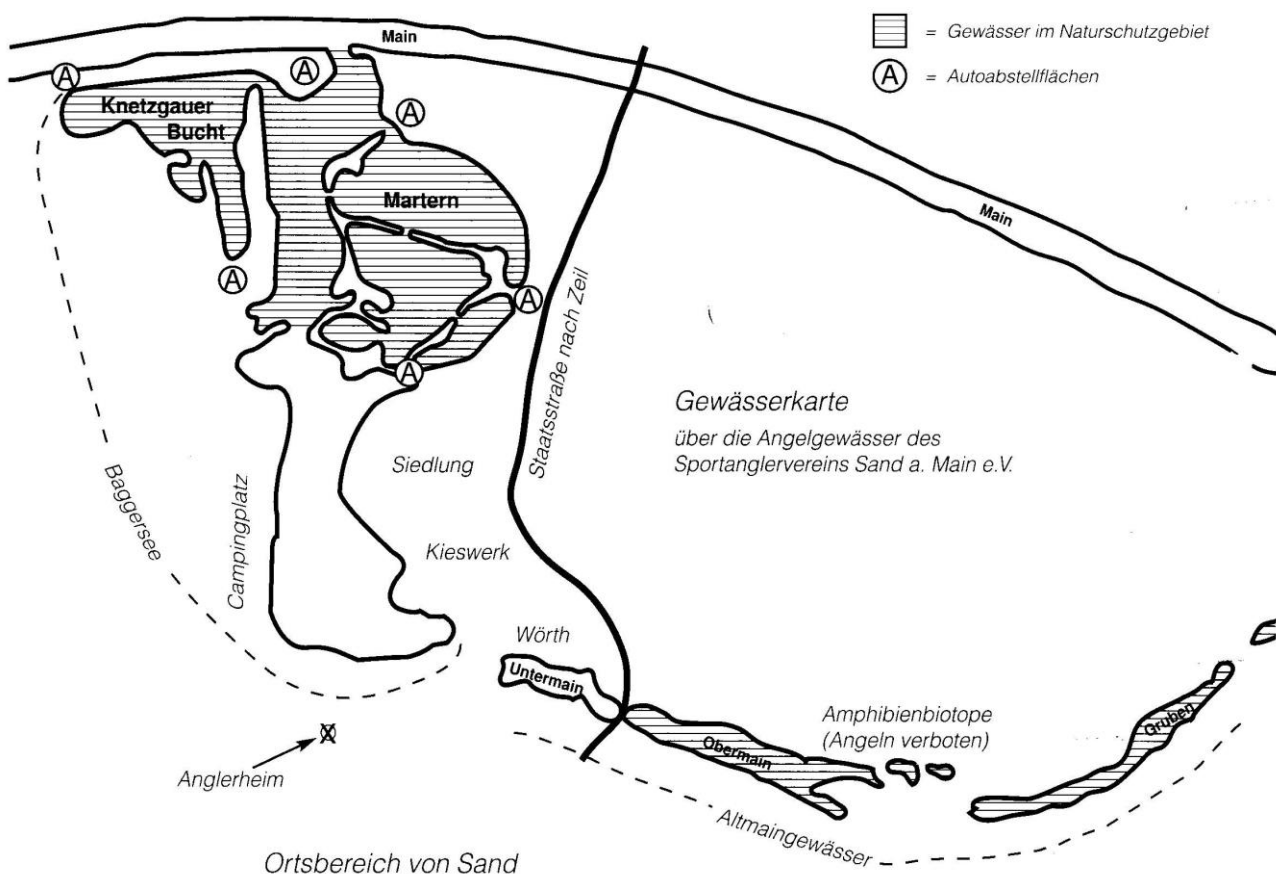 Main
= Gewässer im Naturschutzgebiet
A = Autoabstellflächen
A
A
A
Knetzgauer
Bucht
Martern
Main
A
A
A
Staatsstraße nach Zeil
Gewässerkarte
über die Angelgewässer des
Sportanglervereins Sand a. Main e.V.
Siedlung
Baggersee
Campingplatz
Kieswerk
Wörth
Untermain
Obermain
Amphibienbiotope
(Angeln verboten)
Gruben
Anglerheim
Altmaingewässer
Ortsbereich von Sand